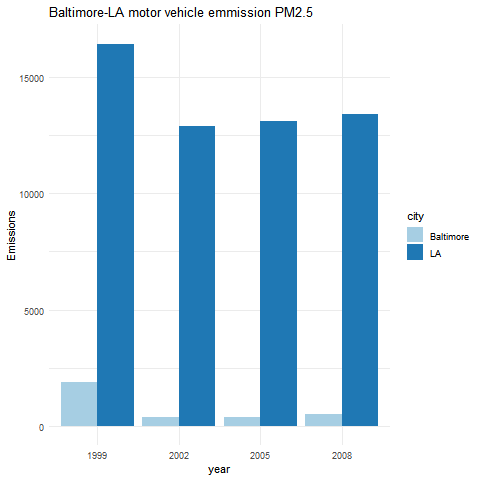 Baltimore-LA motor vehicle emmission PM2.5
15000
10000
5000
0
Emissions
1999 2002 2005 2008
year
city
Baltimore
LA